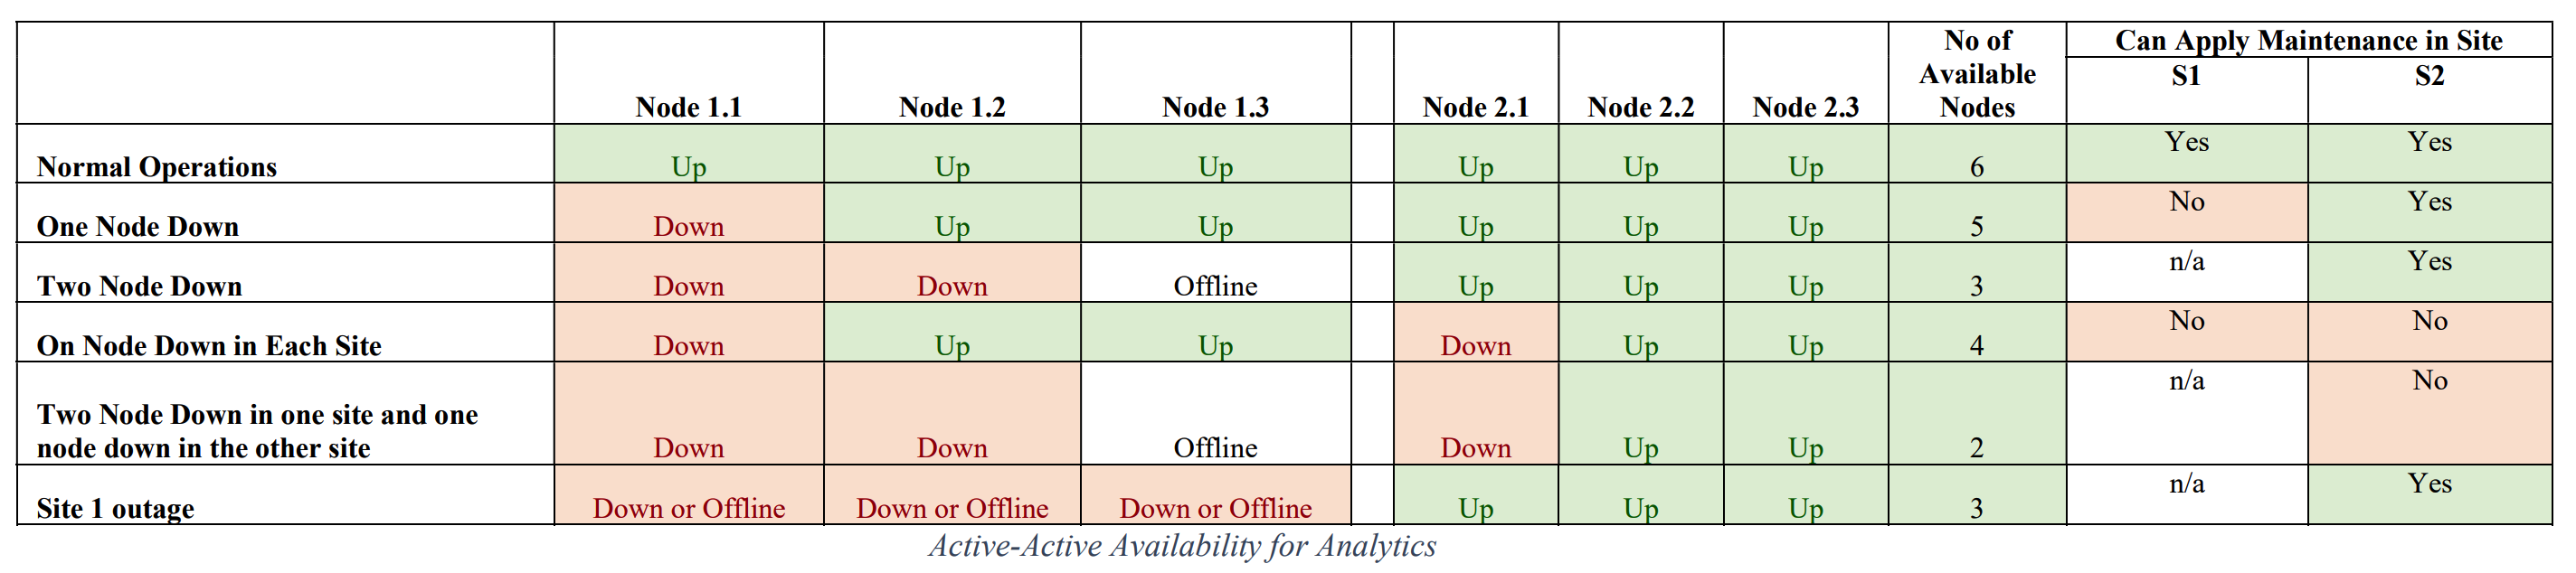 Node 1.1 Node 1.2 Node 1.3 Node 2.1 Node 2.2 Node 2.3 No of Available Nodes Can Apply Maintenance in Site
S1 S2
Normal Operations Up Up Up Up Up Up 6 Yes Yes
One Node Down Down Up Up Up Up Up 5 No Yes
Two Node Down Down Down Offline Up Up Up 3 n/a Yes
On Node Down in Each Site Down Up Up Down Up Up 4 No No
Two Node Down in one site and one
node down in the other site Down Down Offline Down Up Up 2 n/a No
Site 1 outage Down or Offline Down or Offline Down or Offline Up Up Up 3 n/a Yes
Active-Active Availability for Analytics